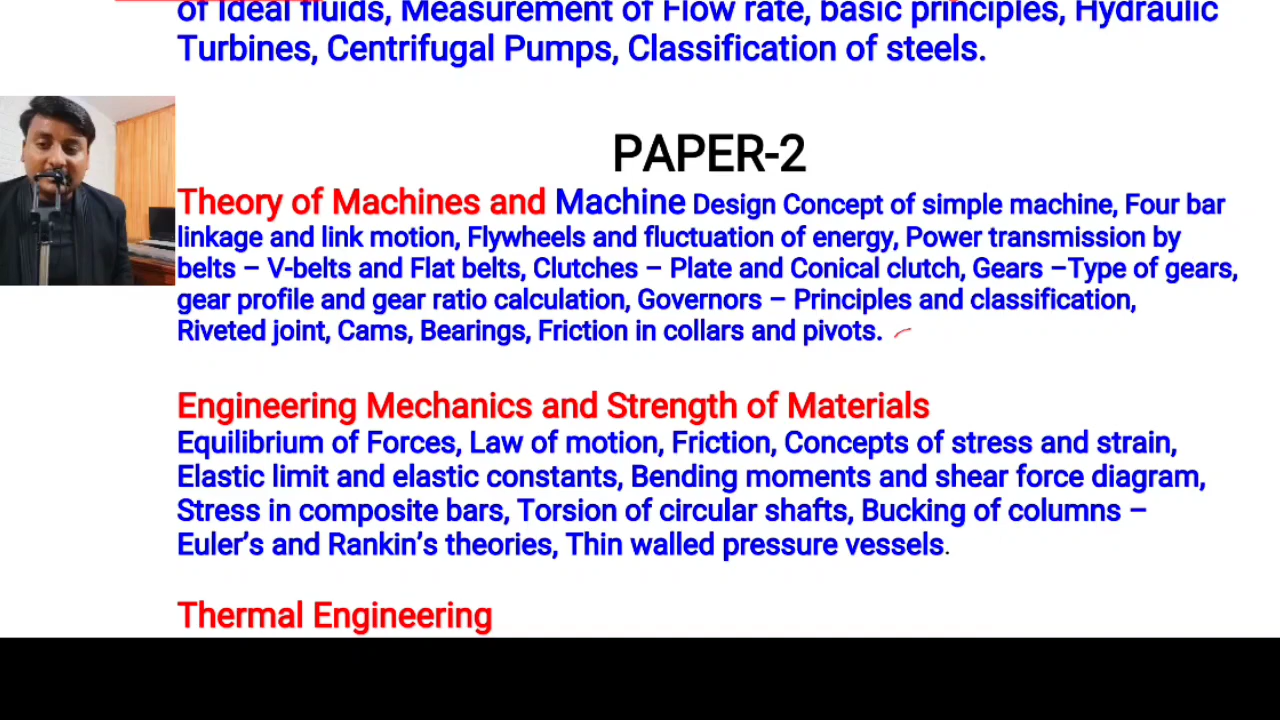 of Ideal fluids, Measurement of Flow rate, basic principles, Hydraulic
Turbines, Centrifugal Pumps, Classification of steels.
PAPER-2
Theory of Machines and Machine Design Concept of simple machine, Four bar
linkage and link motion, Flywheels and fluctuation of energy, Power transmission by
belts – V-belts and Flat belts, Clutches – Plate and Conical clutch, Gears –Type of gears,
gear profile and gear ratio calculation, Governors – Principles and classification,
Riveted joint, Cams, Bearings, Friction in collars and pivots.
Engineering Mechanics and Strength of Materials
Equilibrium of Forces, Law of motion, Friction, Concepts of stress and strain,
Elastic limit and elastic constants, Bending moments and shear force diagram,
Stress in composite bars, Torsion of circular shafts, Bucking of columns –
Euler’s and Rankin’s theories, Thin walled pressure vessels.
Thermal Engineering